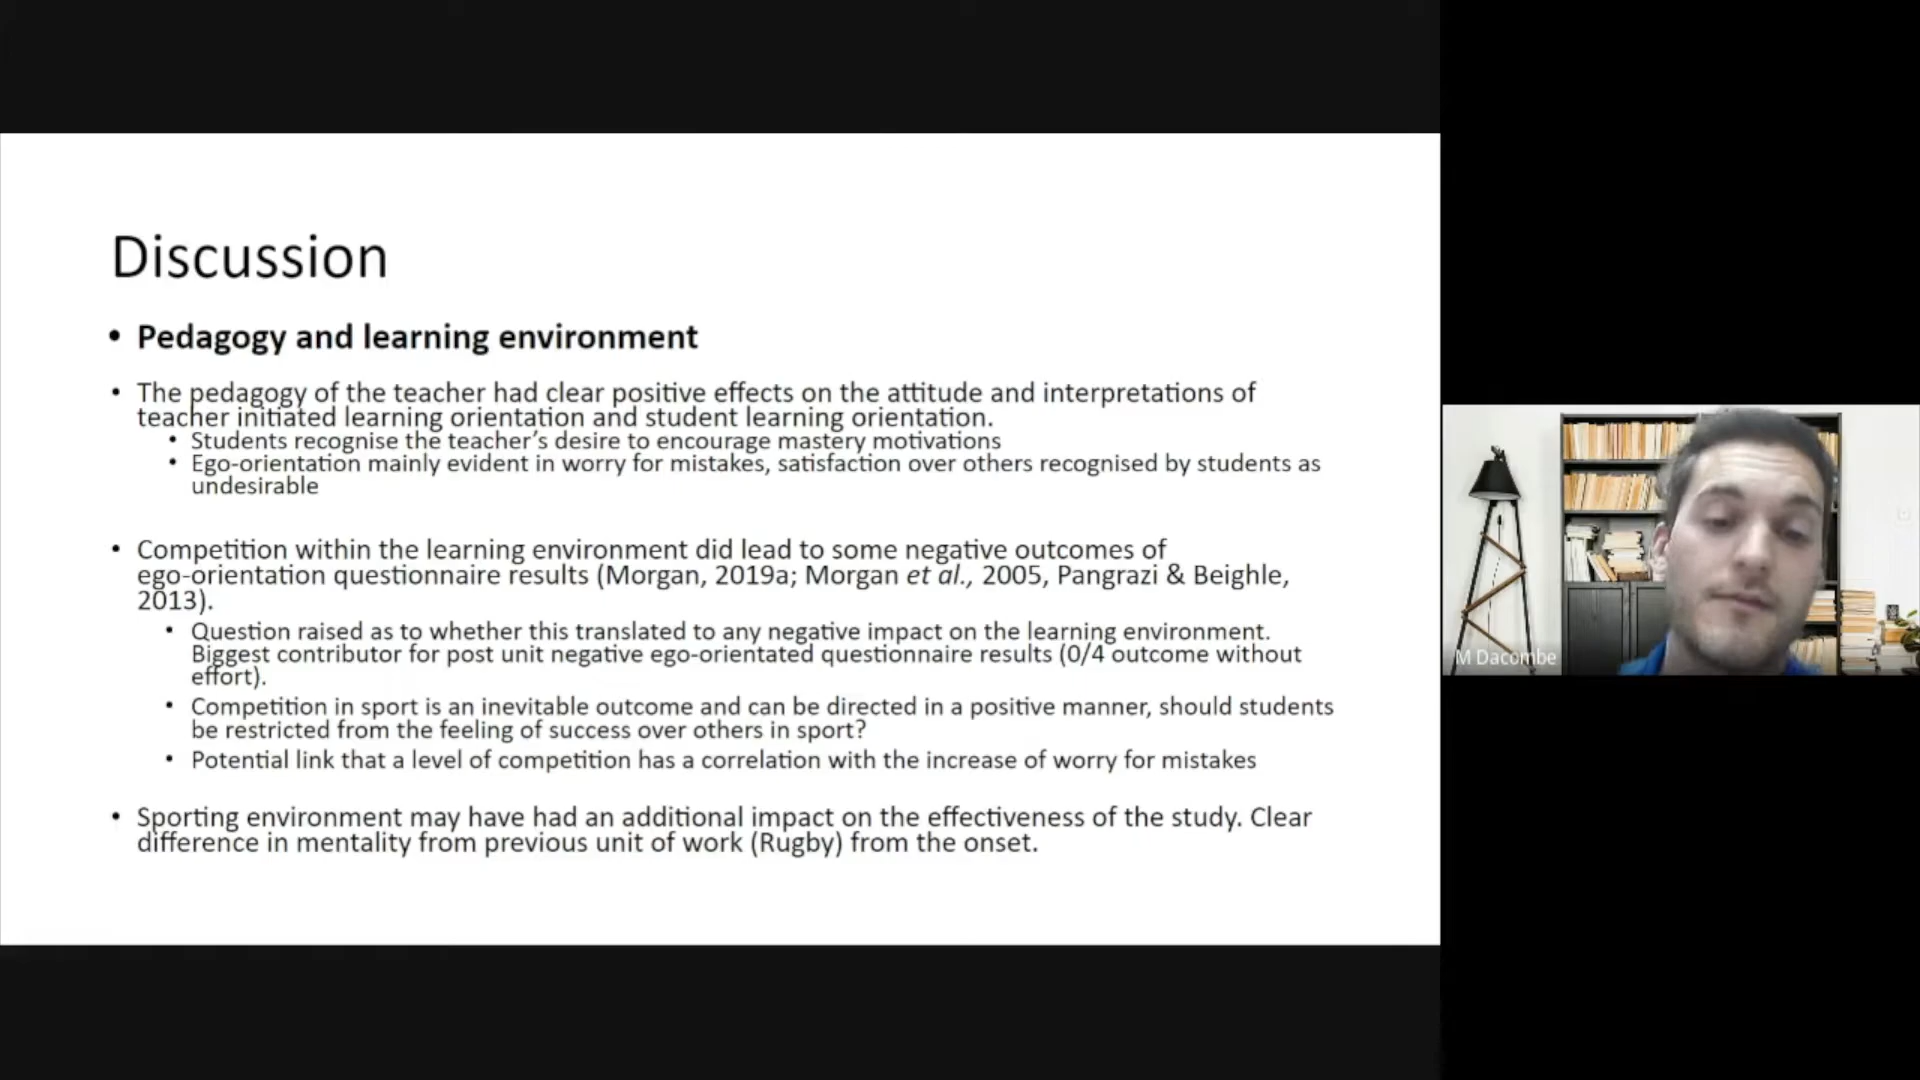 Discussion
• Pedagogy and learning environment
• The pedagogy of the teacher had clear positive effects on the attitude and interpretations of
teacher initiated learning orientation and student learning orientation.
• Students recognise the teacher's desire to encourage mastery motivations
• Ego-orientation mainly evident in worry for mistakes, satisfaction over others recognised by students as
undesirable
• Competition within the learning environment did lead to some negative outcomes of
ego-orientation questionnaire results (Morgan, 2019a; Morgan et al., 2005, Pangrazi & Beighle,
2013).
• Question raised as to whether this translated to any negative impact on the learning environment.
Biggest contributor for post unit negative ego-orientated questionnaire results (0/4 outcome without
effort).
• Competition in sport is an inevitable outcome and can be directed in a positive manner, should students
be restricted from the feeling of success over others in sport?
• Potential link that a level of competition has a correlation with the increase of worry for mistakes
• Sporting environment may have had an additional impact on the effectiveness of the study. Clear
difference in mentality from previous unit of work (Rugby) from the onset.
M Dacombe